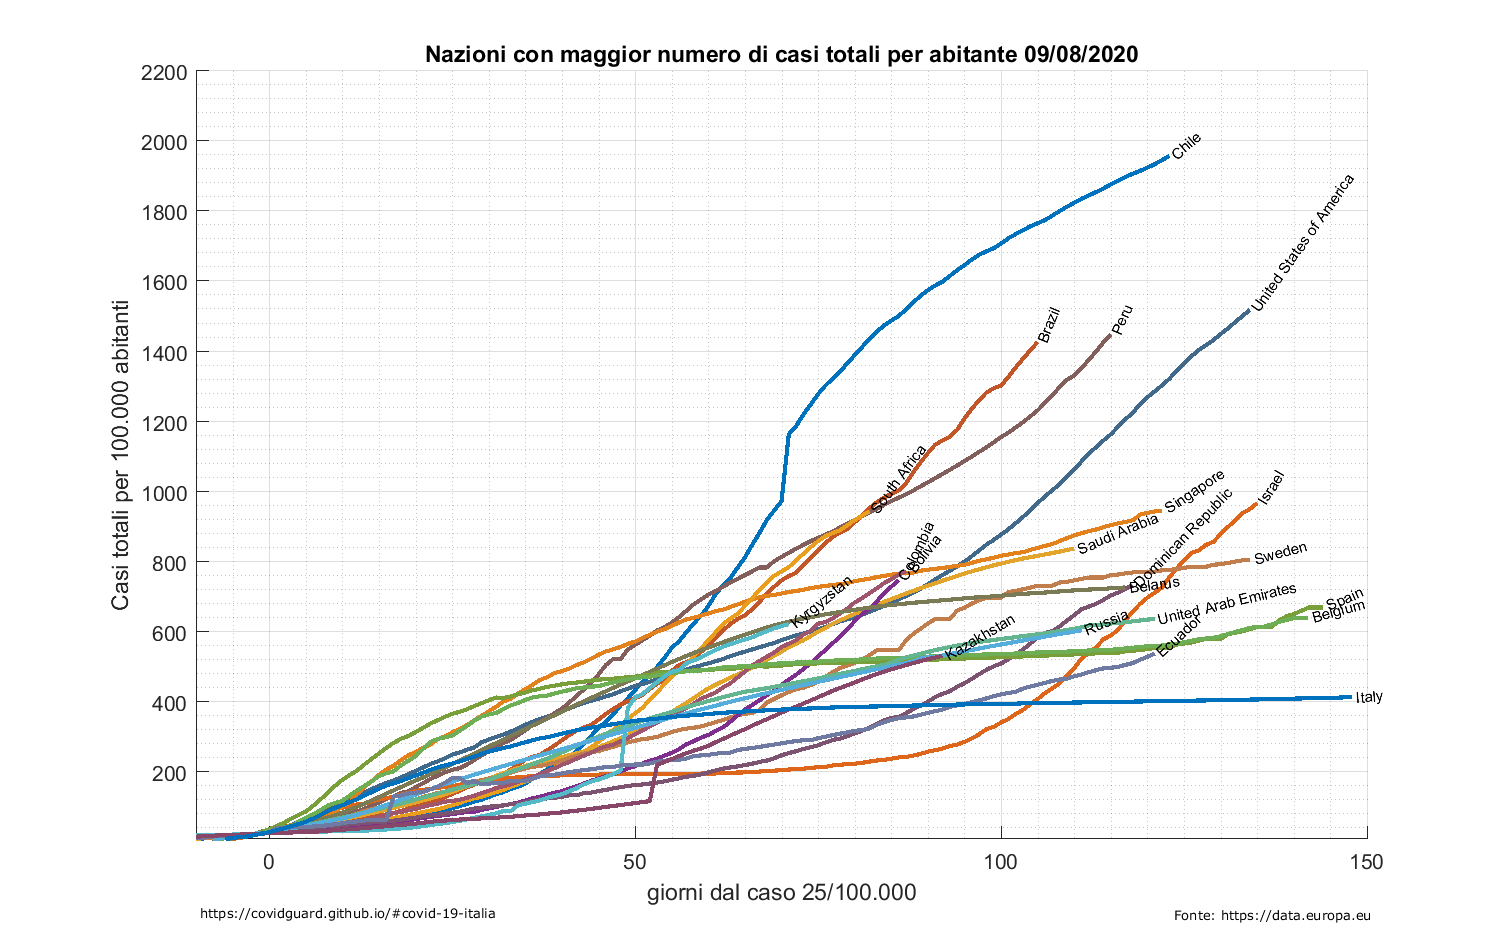 Nazioni con maggior numero di casi totali per abitante 09/08/2020
2200
2000
1800
1600
1400
1200
1000
800
600
400
200
Casi totali per 100.000 abitanti
Chile
United States of America
Brazil
Peru
South Africa
Singapore
Israel
Saudi Arabia
Dominican Republic
Colombia
Bolivia
Sweden
Belarus
Kyrgyzstan
United Arab Emirates
Spain
Belgium
Russia
Ecuador
Kazakhstan
Italy
0
50
100
150
giorni dal caso 25/100.000
https://covidguard.github.io/#covid-19-italia
Fonte: https://data.europa.eu